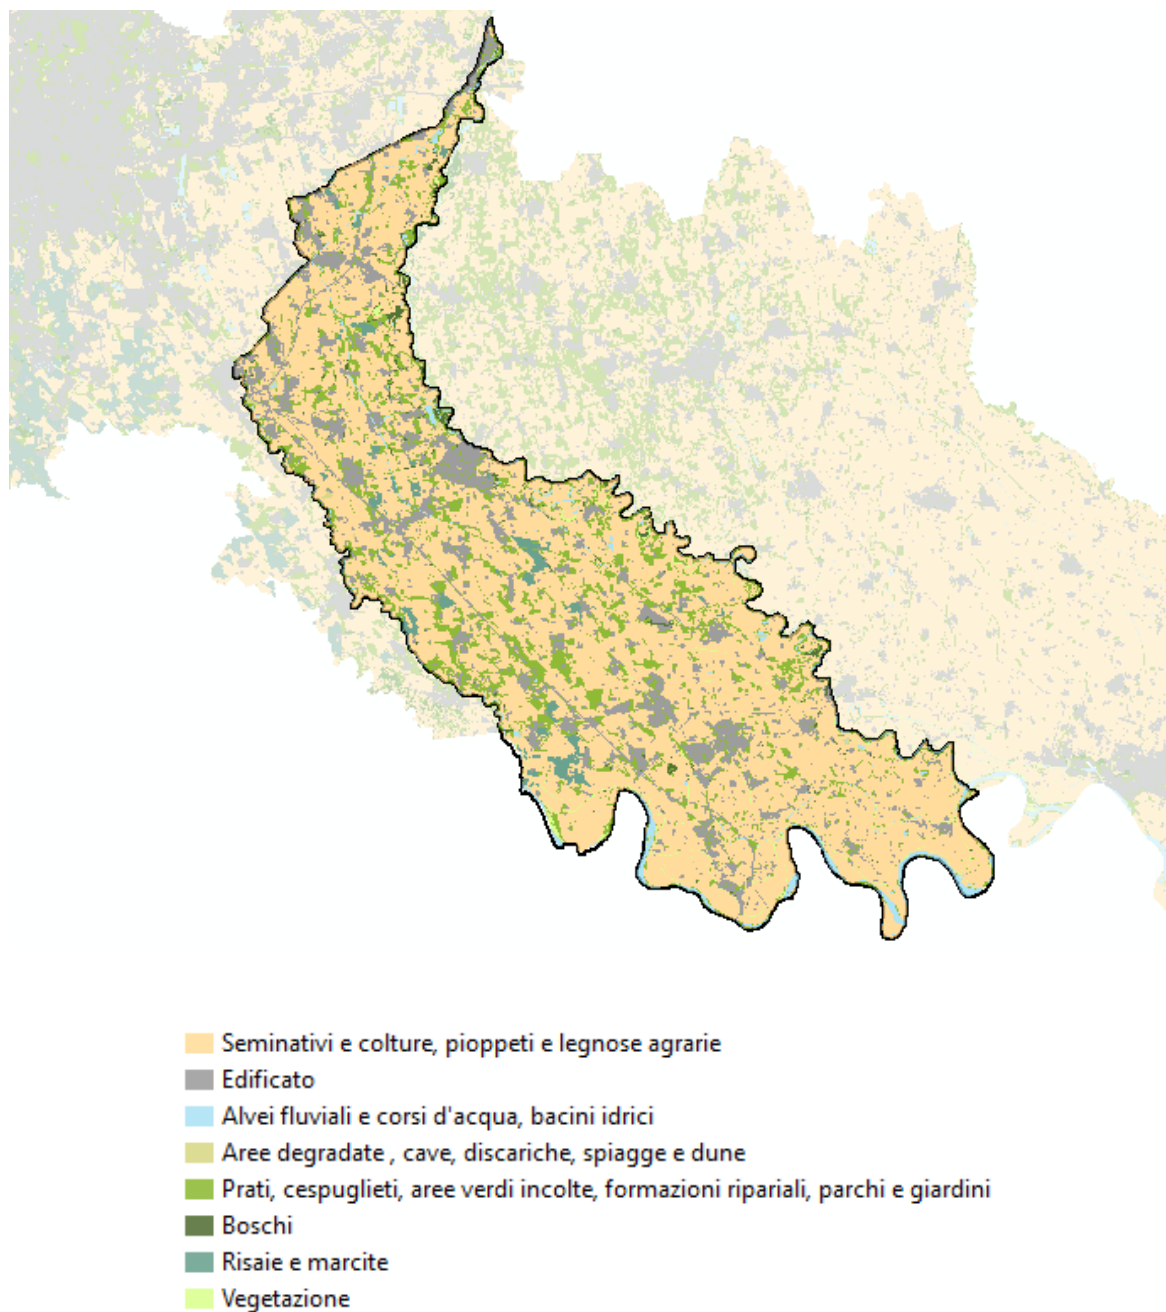 Seminativi e colture, pioppeti e legnose agrarie
Edificato
Alvei fluviali e corsi d'acqua, bacini idrici
Aree degradate , cave, discariche, spiagge e dune
Prati, cespuglieti, aree verdi incolte, formazioni ripariali, parchi e giardini
Boschi
Risaie e marcite
Vegetazione